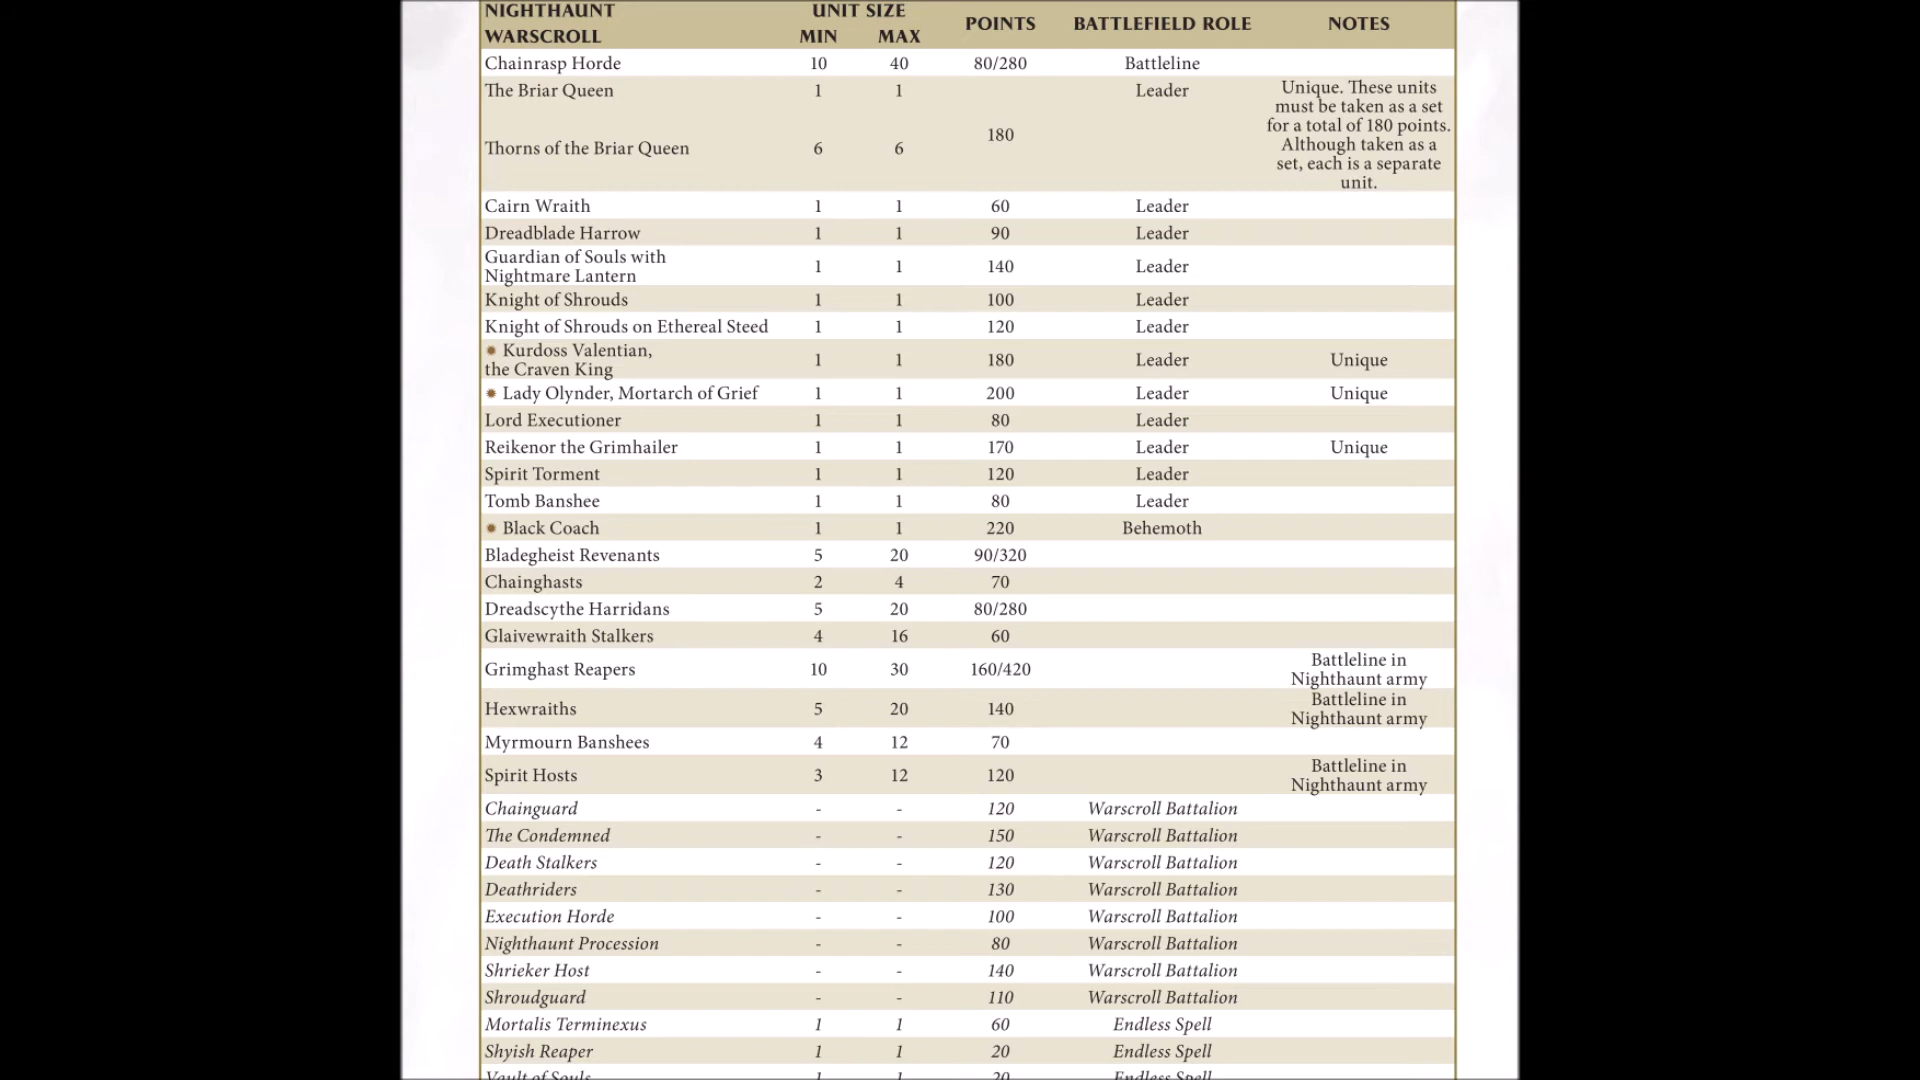 NIGHTHAUNT WARSCROLL UNIT SIZE MIN MAX POINTS BATTLEFIELD ROLE NOTES
Chainrasp Horde 10 40 80/280 Battleline
The Briar Queen 1 1 Leader
Thorns of the Briar Queen 6 6
180
Unique. These units
must be taken as a set
for a total of 180 points.
Although taken as a
set, each is a separate
unit.
Cairn Wraith 1 1 60 Leader
Dreadblade Harrow 1 1 90 Leader
Guardian of Souls with
Nightmare Lantern 1 1 140 Leader
Knight of Shrouds 1 1 100 Leader
Knight of Shrouds on Ethereal Steed 1 1 120 Leader
Kurdoss Valentian,
the Craven King 1 1 180 Leader Unique
Lady Olynder, Mortarch of Grief 1 1 200 Leader Unique
Lord Executioner 1 1 80 Leader
Reikenor the Grimhailer 1 1 170 Leader Unique
Spirit Torment 1 1 120 Leader
Tomb Banshee 1 1 80 Leader
Black Coach 1 1 220 Behemoth
Bladegheist Revenants 5 20 90/320
Chainghasts 2 4 70
Dreadscythe Harridans 5 20 80/280
Glaivewraith Stalkers 4 16 60
Grimghast Reapers 10 30 160/420 Battleline in
Nighthaunt army
Hexwraiths 5 20 140 Battleline in
Nighthaunt army
Myrmourn Banshees 4 12 70
Spirit Hosts 3 12 120 Battleline in
Nighthaunt army
Chainguard - - 120 Warscroll Battalion
The Condemned - - 150 Warscroll Battalion
Death Stalkers - - 120 Warscroll Battalion
Deathriders - - 130 Warscroll Battalion
Execution Horde - - 100 Warscroll Battalion
Nighthaunt Procession - - 80 Warscroll Battalion
Shrieker Host - - 140 Warscroll Battalion
Shroudguard - - 110 Warscroll Battalion
Mortalis Terminexus 1 1 60 Endless Spell
Shyish Reaper 1 1 20 Endless Spell
Vault of Souls 1 1 20 Endless Spell